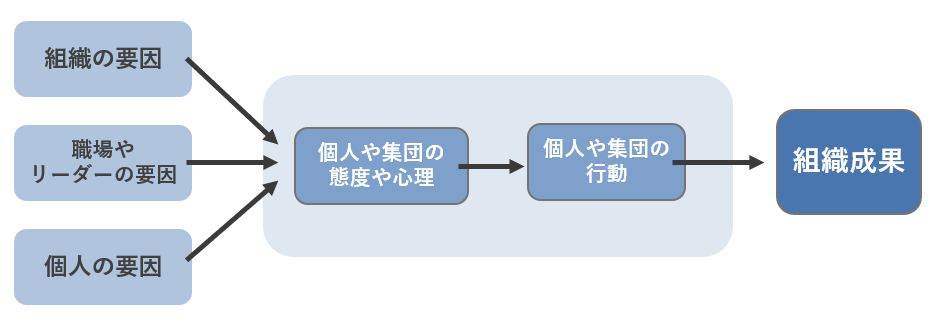 組織の要因
職場や
リーダーの要因
個人の要因
個人や集団の
態度や心理
個人や集団の
行動
組織成果